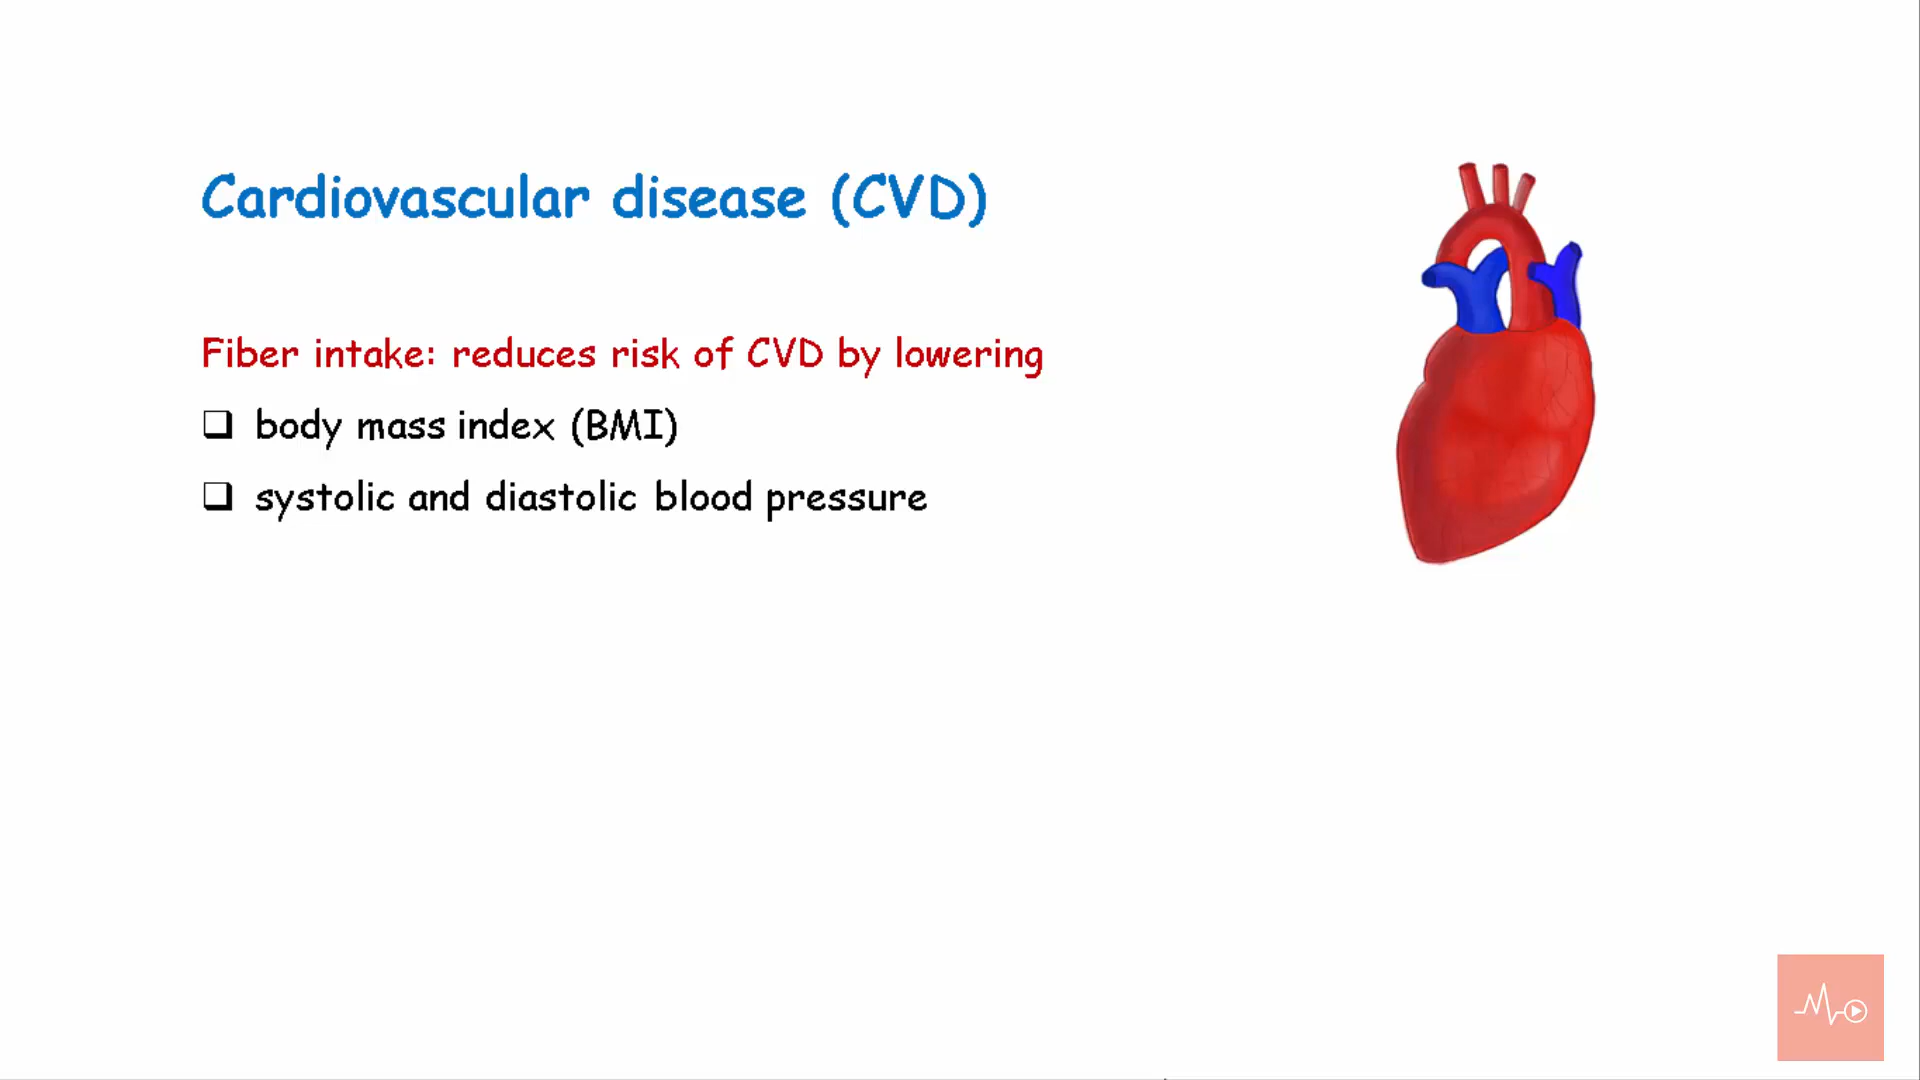 Cardiovascular disease (CVD)
Fiber intake: reduces risk of CVD by lowering
❑ body mass index (BMI)
❑ systolic and diastolic blood pressure